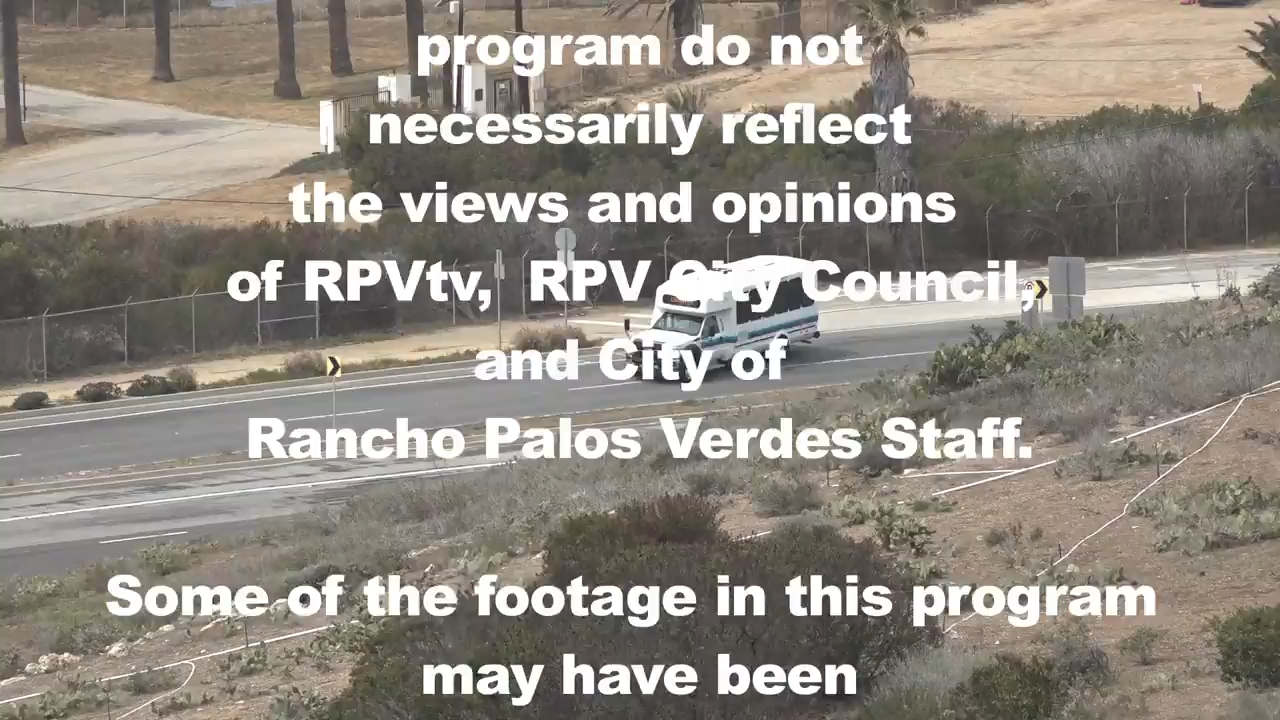 program do not
necessarily reflect
the views and opinions
of RPVtv, RPV City Council,
and City of
Rancho Palos Verdes Staff.
Some of the footage in this program
may have been